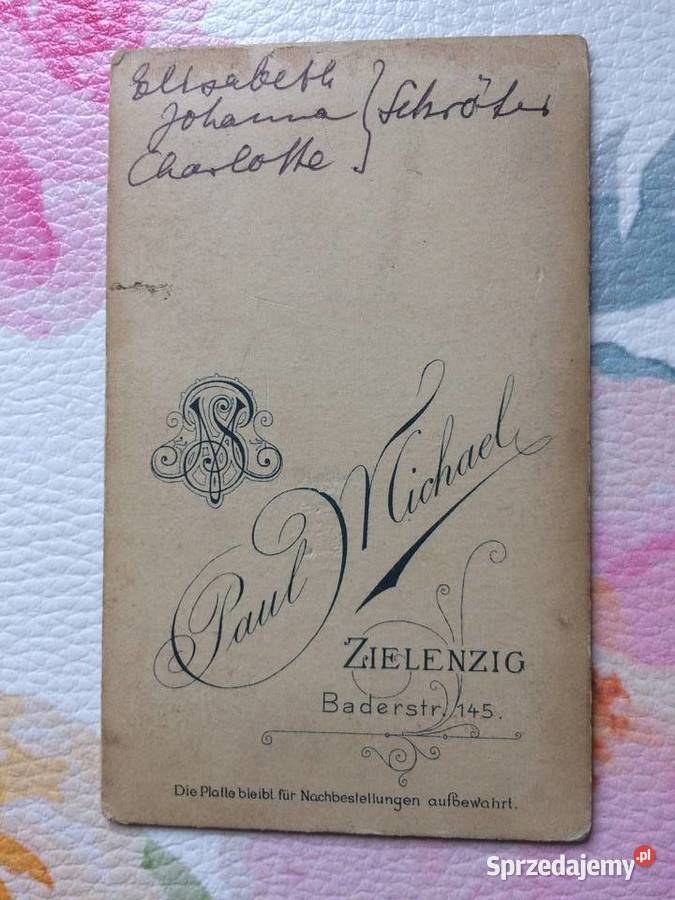 Elisabeth
Johanna } Schröter
Charlotte
Paul Michael
ZIELENZIG
Baderstr. 145.
Die Platte bleibt für Nachbestellungen aufbewahrt.
Sprzedajemy.pl